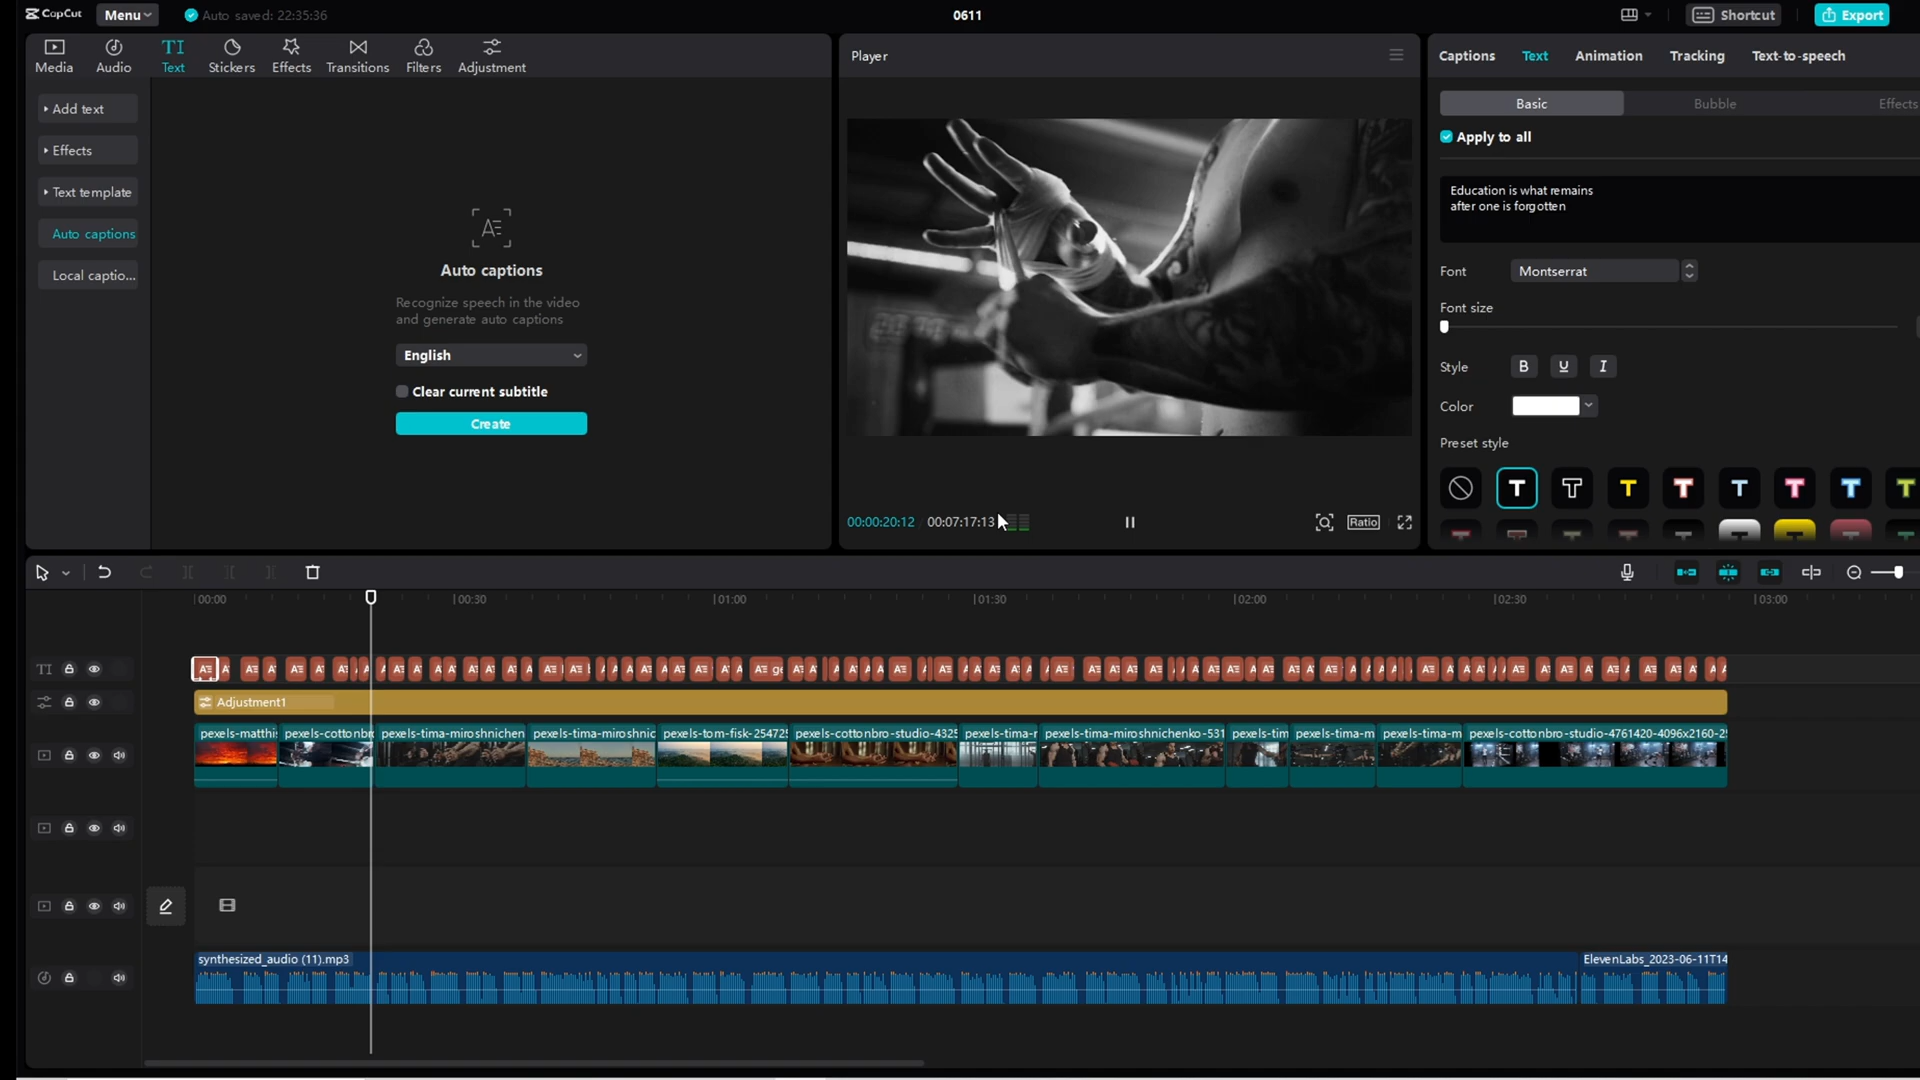 CapCut
Menu
Auto saved: 22:35:36
0611
Shortcut
Export
Media
Audio
TI
Text
Stickers
Effects
Transitions
Filters
Adjustment
Add text
Effects
Text template
Auto captions
Local captio...
Auto captions
Recognize speech in the video
and generate auto captions
English
Clear current subtitle
Create
Player
00:00:20:12
00:07:17:13
Ratio
Captions
Text
Animation
Tracking
Text-to-speech
Basic
Bubble
Effects
Apply to all
Education is what remains
after one is forgotten
Font
Montserrat
Font size
Style
B
U
I
Color
Preset style
00:00
00:30
01:00
01:30
02:00
02:30
03:00
TI
Adjustment1
pexels-matthi
pexels-cottonbr
pexels-tima-miroshnichen
pexels-tima-miroshnic
pexels-tom-fisk-254725
pexels-cottonbro-studio-4325
pexels-tima-r
pexels-tima-miroshnichenko-531
pexels-tim
pexels-tima-m
pexels-tima-m
pexels-cottonbro-studio-4761420-4096x2160-2
synthesized_audio (11).mp3
ElevenLabs_2023-06-11T14